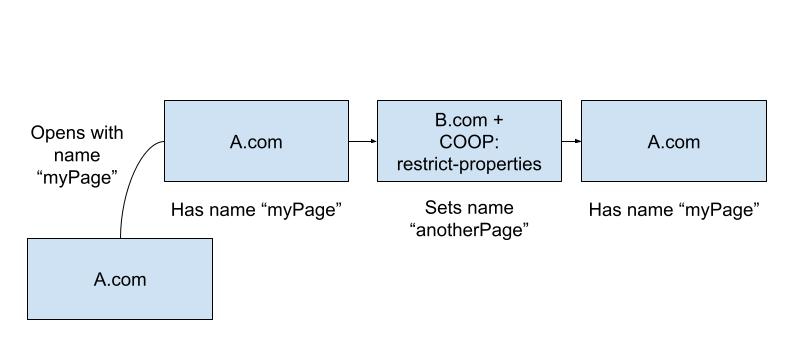 Opens with
name
“myPage”
A.com
B.com +
COOP:
restrict-properties
A.com
Has name “myPage”
Sets name
“anotherPage”
Has name “myPage”
A.com